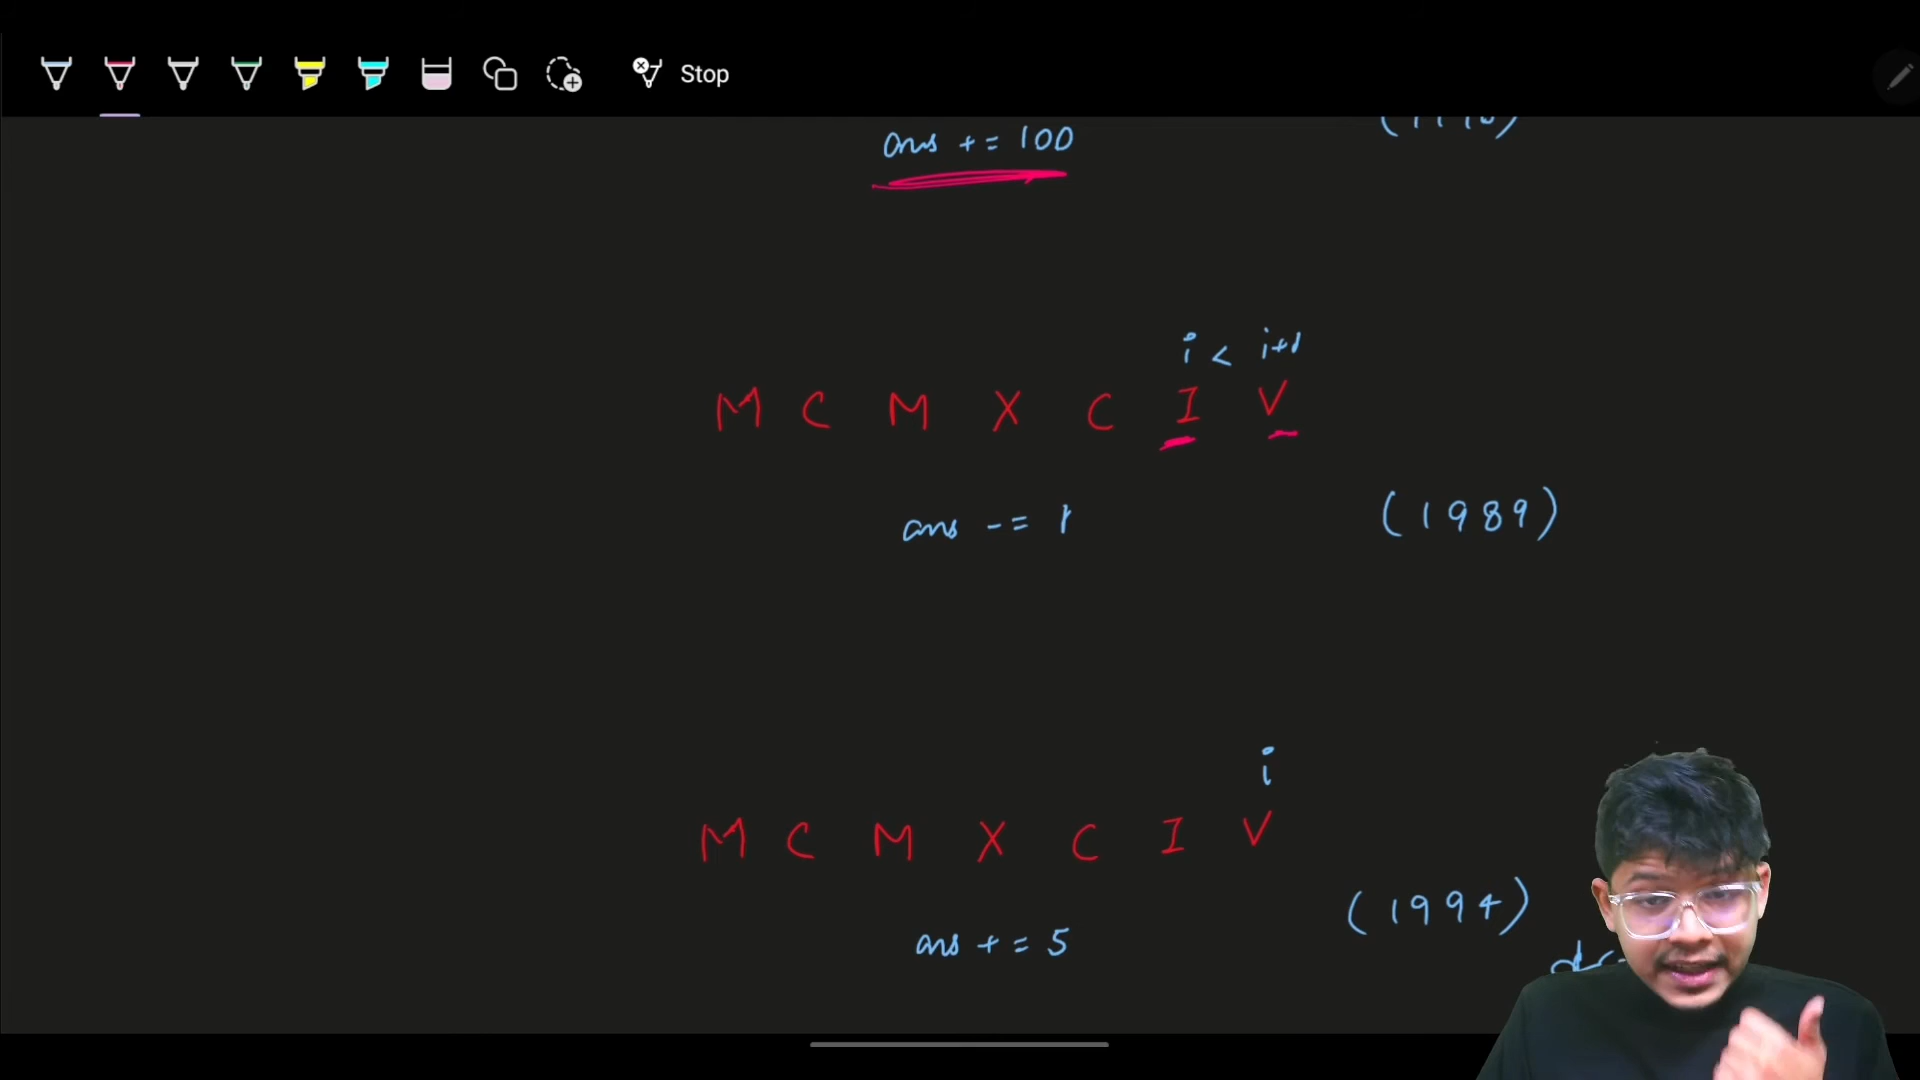 Stop
ans += 100
i < i+1
M C M X C I V
ans -= 1
(1989)
i
M C M X C I V
(1994)
ans += 5